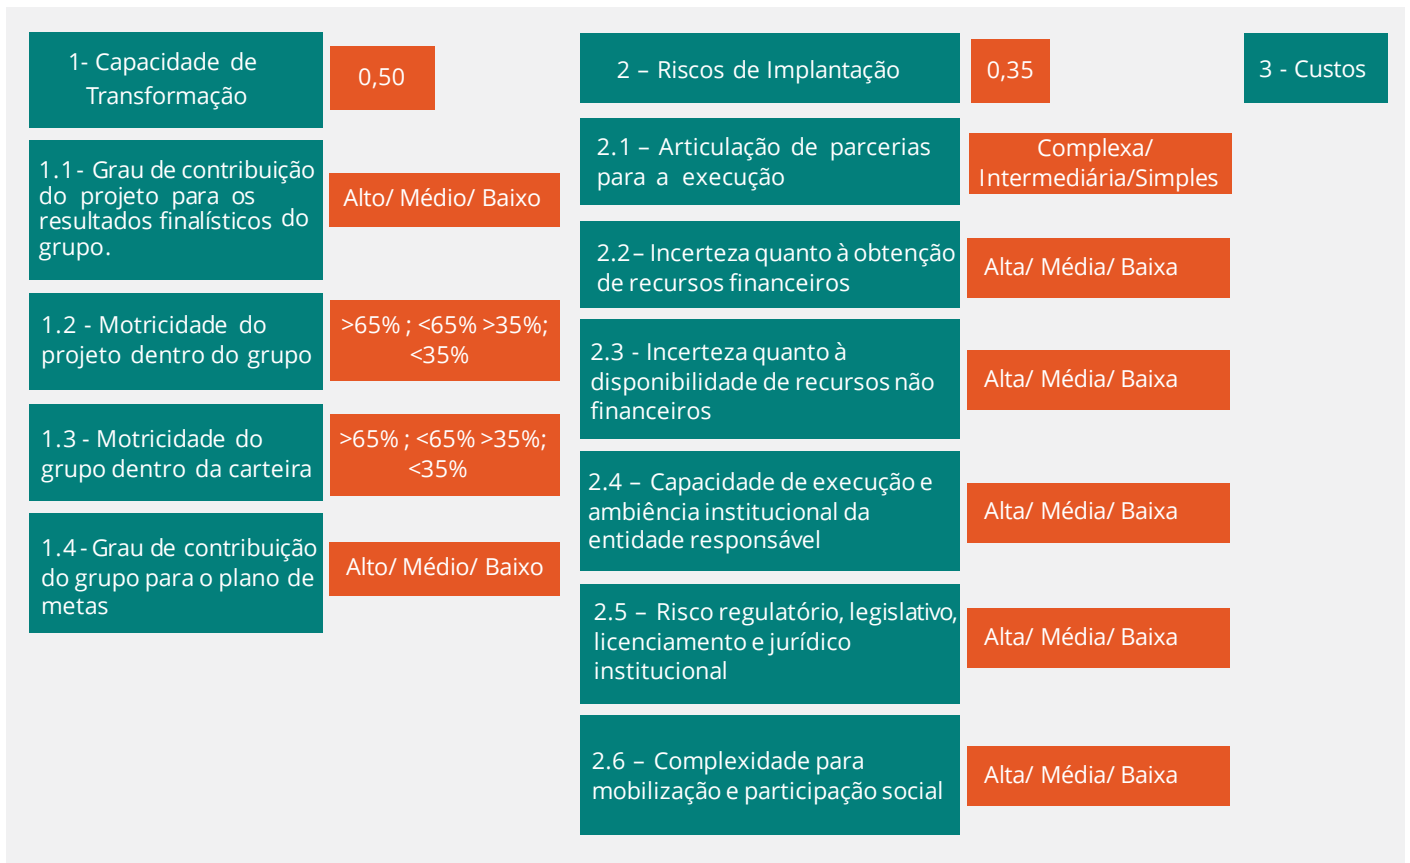 1- Capacidade de
Transformação
0,50
1.1- Grau de contribuição
do projeto para os
resultados finalísticos do
grupo.
Alto/ Médio/ Baixo
1.2 - Motricidade do
projeto dentro do grupo
>65% ; <65% >35%;
<35%
1.3 - Motricidade do
grupo dentro da carteira
>65% ; <65% >35%;
<35%
1.4 - Grau de contribuição
do grupo para o plano de
metas
Alto/ Médio/ Baixo
2 – Riscos de Implantação
0,35
2.1 – Articulação de parcerias
para a execução
Complexa/
Intermediária/Simples
2.2 – Incerteza quanto à obtenção
de recursos financeiros
Alta/ Média/ Baixa
2.3 - Incerteza quanto à
disponibilidade de recursos não
financeiros
Alta/ Média/ Baixa
2.4 – Capacidade de execução e
ambiência institucional da
entidade responsável
Alta/ Média/ Baixa
2.5 – Risco regulatório, legislativo,
licenciamento e jurídico
institucional
Alta/ Média/ Baixa
2.6 – Complexidade para
mobilização e participação social
Alta/ Média/ Baixa
3 - Custos